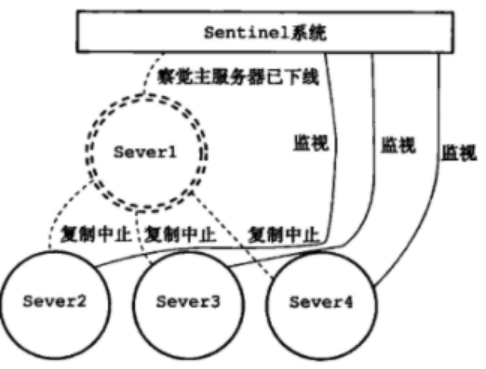 Sentinel系统
察觉主服务器已下线
Sever1
监视
监视
监视
复制中止
复制中止
复制中止
Sever2
Sever3
Sever4